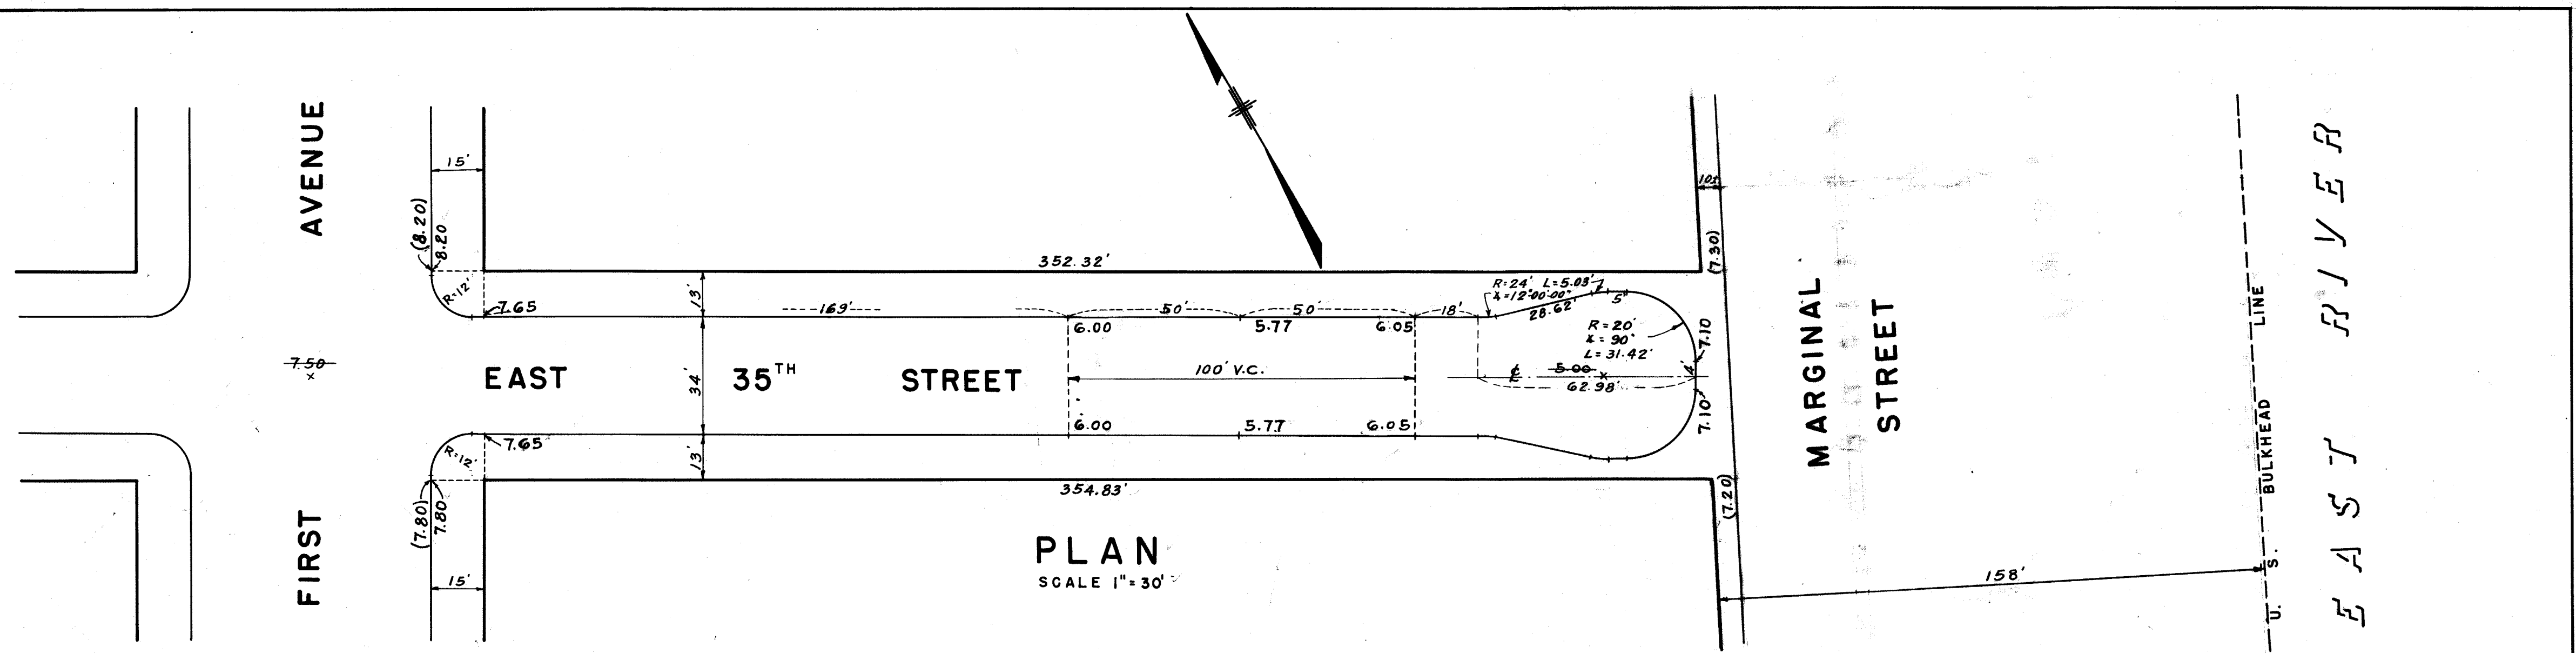 AVENUE
FIRST
15'
(8.20)
8.20
R=12'
7.65
7.50
x
352.32'
13'
169'
50'
50'
18'
R=24' L=5.03'
∡=12°00'00"
28.62'
5'
6.00
5.77
6.05
R=20'
∡=90°
L=31.42'
7.10
EAST 35TH STREET
34'
100' V.C.
℄
5.00 x
62.98'
4'
7.10
6.00
5.77
6.05
7.65
R=12'
13'
354.83'
(7.80)
7.80
15'
PLAN
SCALE 1"=30'
10±
(7.30)
(7.20)
MARGINAL
STREET
158'
U. S. BULKHEAD LINE
EAST RIVER